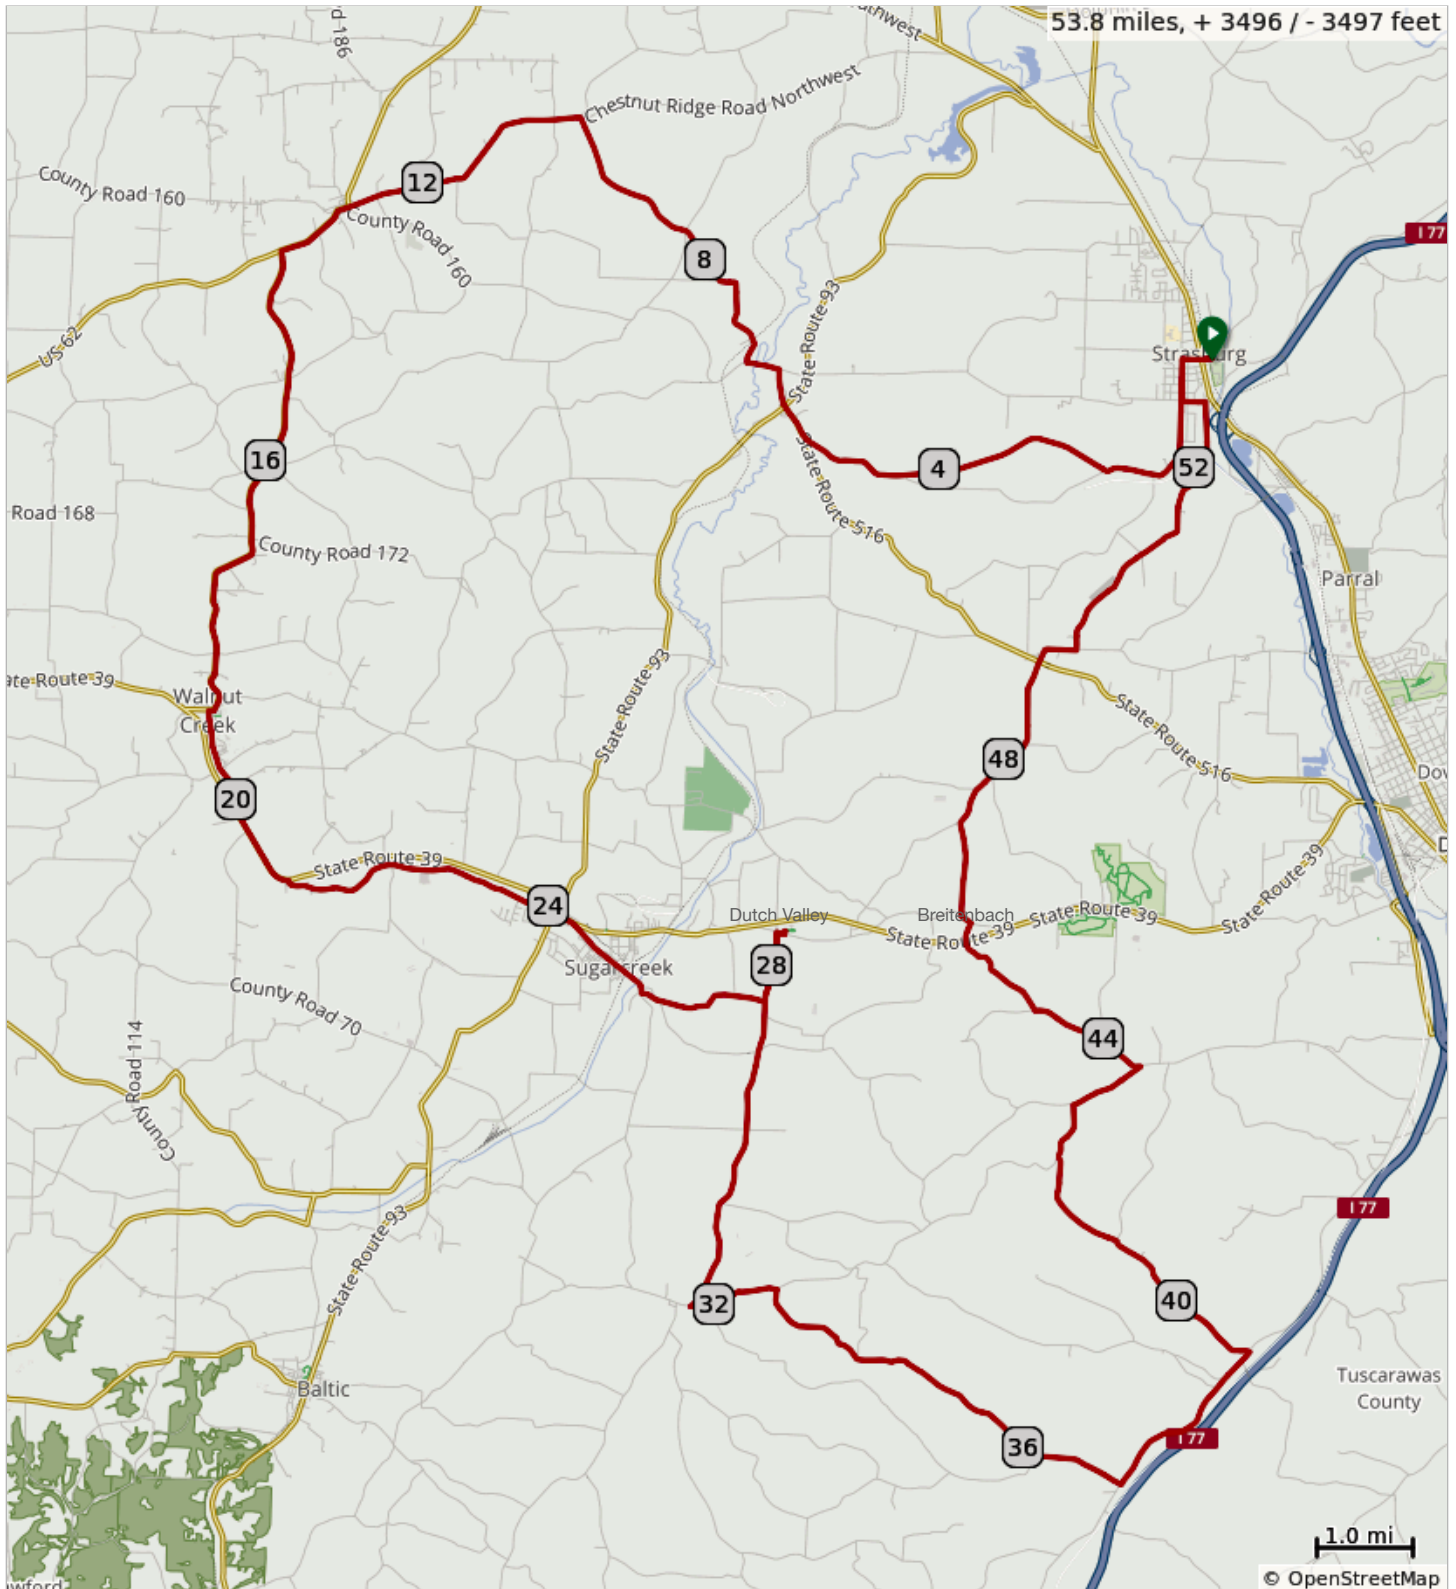 53.8 miles, + 3496 / - 3497 feet
Chestnut Ridge Road Northwest
County Road 160
12
County Road 160
I 77
8
State Route 93
US 62
Strasburg
4
52
16
State Route 516
Road 168
County Road 172
Parral
State Route 93
Walnut
Creek
State Route 516
48
20
State Route 39
State Route 39
24
Dutch Valley
Breitenbach
State Route 39
State Route 39
Sugarcreek
28
County Road 70
County Road 114
44
County
State Route 93
I 77
32
40
Baltic
Tuscarawas
County
36
I 77
1.0 mi
© OpenStreetMap